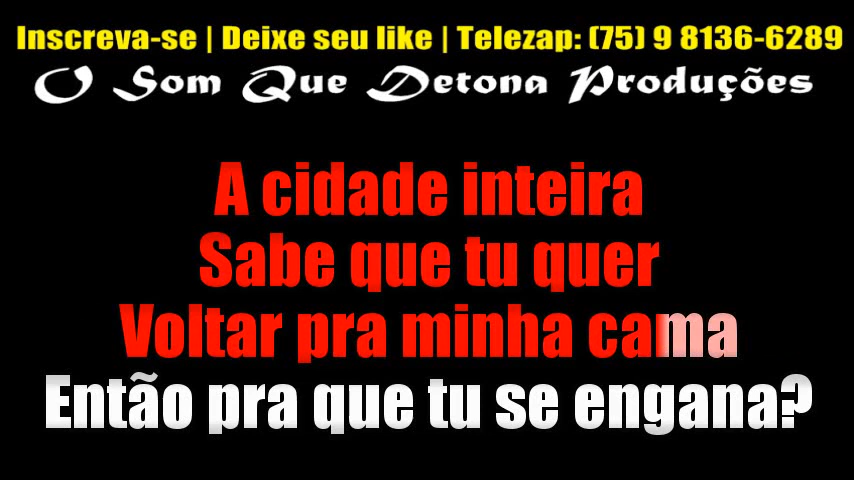 Inscreva-se | Deixe seu like | Telezap: (75) 9 8136-6289
O Som Que Detona Produções
A cidade inteira
Sabe que tu quer
Voltar pra minha cama
Então pra que tu se engana?